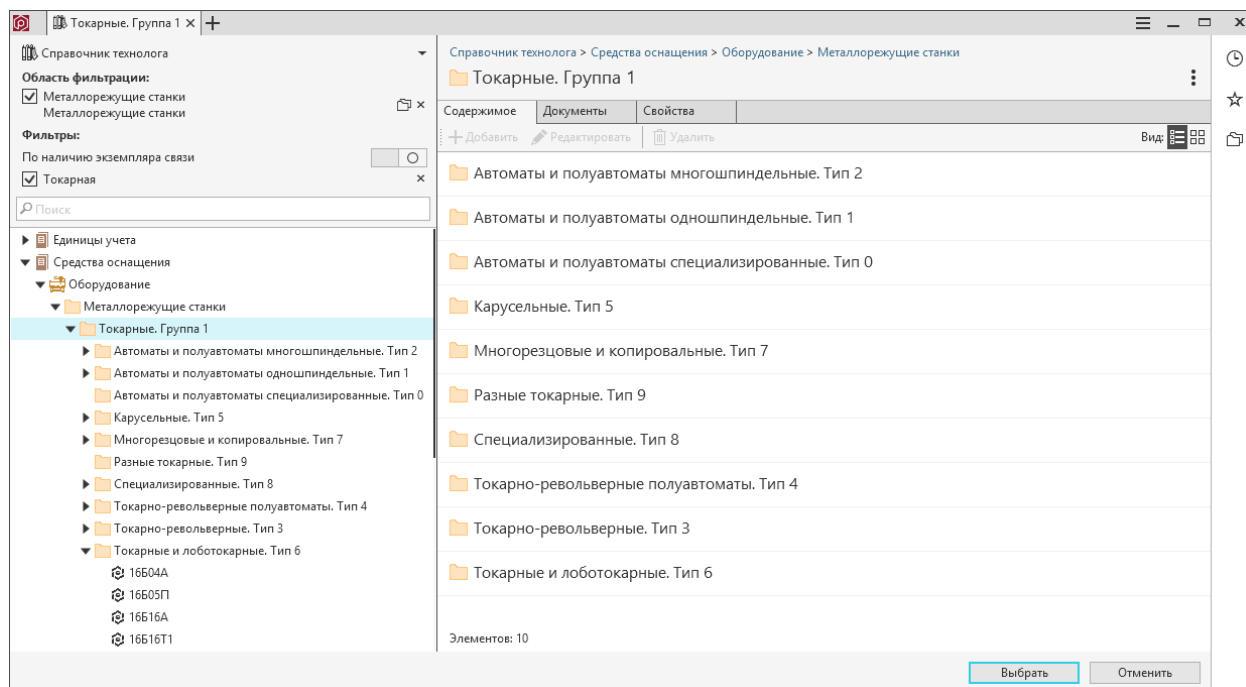 Токарные. Группа 1
Справочник технолога
Область фильтрации:
Металлорежущие станки
Металлорежущие станки
Фильтры:
По наличию экземпляра связи
Токарная
Поиск
Единицы учета
Средства оснащения
Оборудование
Металлорежущие станки
Токарные. Группа 1
Автоматы и полуавтоматы многошпиндельные. Тип 2
Автоматы и полуавтоматы одношпиндельные. Тип 1
Автоматы и полуавтоматы специализированные. Тип 0
Карусельные. Тип 5
Многорезцовые и копировальные. Тип 7
Разные токарные. Тип 9
Специализированные. Тип 8
Токарно-револьверные полуавтоматы. Тип 4
Токарно-револьверные. Тип 3
Токарные и лоботокарные. Тип 6
16Б04А
16Б05П
16Б16А
16Б16Т1
Справочник технолога > Средства оснащения > Оборудование > Металлорежущие станки
Токарные. Группа 1
Содержимое Документы Свойства
Добавить Редактировать Удалить Вид:
Автоматы и полуавтоматы многошпиндельные. Тип 2
Автоматы и полуавтоматы одношпиндельные. Тип 1
Автоматы и полуавтоматы специализированные. Тип 0
Карусельные. Тип 5
Многорезцовые и копировальные. Тип 7
Разные токарные. Тип 9
Специализированные. Тип 8
Токарно-револьверные полуавтоматы. Тип 4
Токарно-револьверные. Тип 3
Токарные и лоботокарные. Тип 6
Элементов: 10
Выбрать Отменить